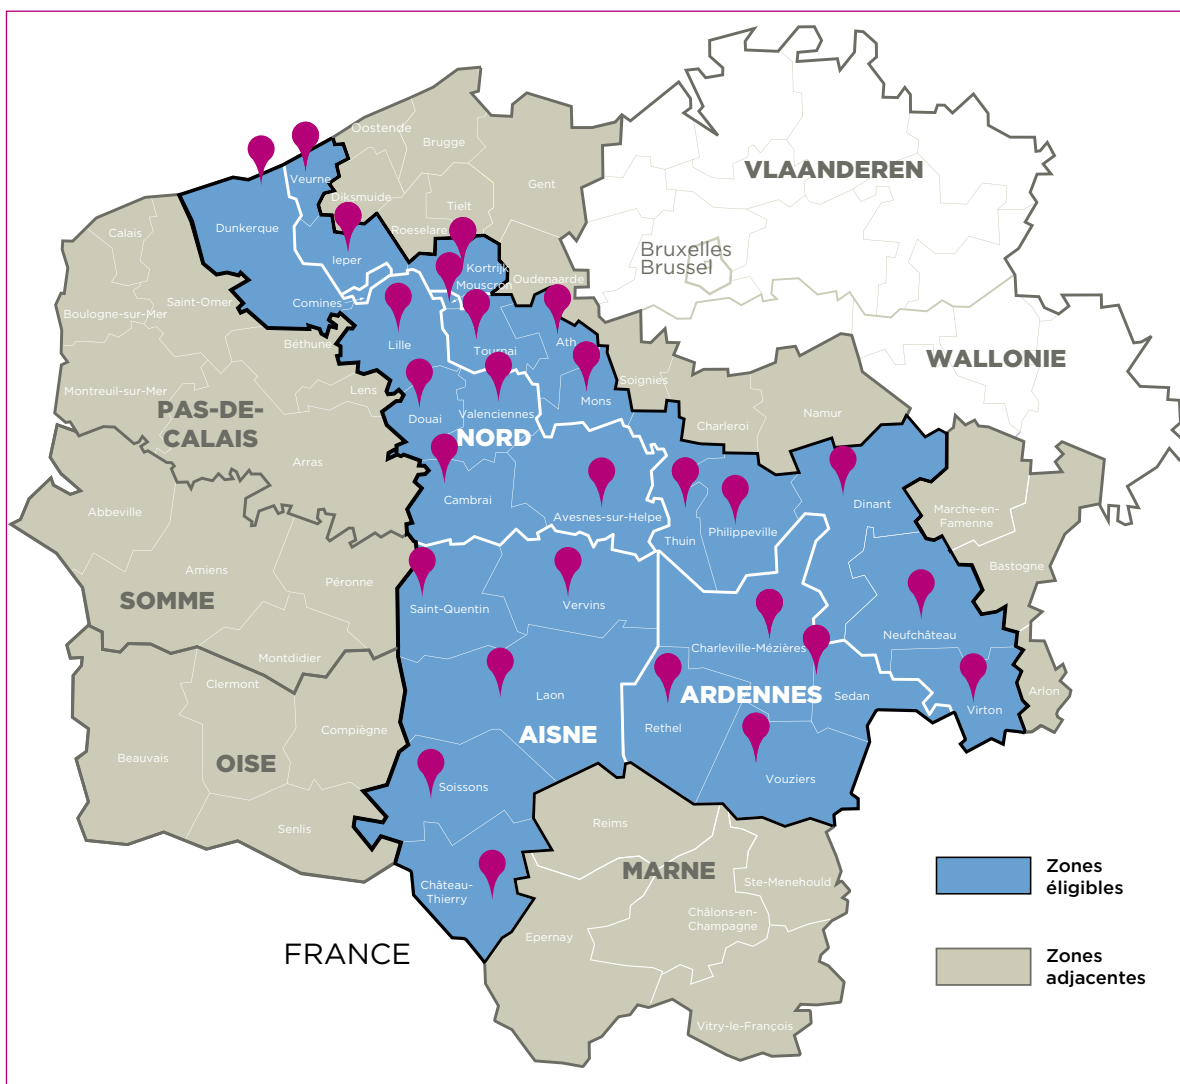 Oostende
Brugge
VLAANDEREN
Veurne
Gent
Diksmuide
Tielt
Dunkerque
Calais
Roeselare
Bruxelles
Brussel
Ieper
Kortrijk
Oudenaarde
Mouscron
Saint-Omer
Comines
Boulogne-sur-Mer
Béthune
Lille
Tournai
Ath
WALLONIE
Soignies
Montreuil-sur-Mer
Lens
Mons
PAS-DE-
CALAIS
Douai
Valenciennes
Namur
Charleroi
NORD
Arras
Cambrai
Dinant
Abbeville
Avesnes-sur-Helpe
Philippeville
Marche-en-
Famenne
Thuin
Amiens
Bastogne
Péronne
SOMME
Saint-Quentin
Vervins
Neufchâteau
Charleville-Mézières
Montdidier
Clermont
Laon
ARDENNES
Sedan
Arlon
Virton
Compiègne
Rethel
AISNE
Beauvais
OISE
Soissons
Vouziers
Senlis
Reims
MARNE
Zones
éligibles
Château-
Thierry
Ste-Menehould
Châlons-en-
Champagne
Epernay
FRANCE
Zones
adjacentes
Vitry-le-François